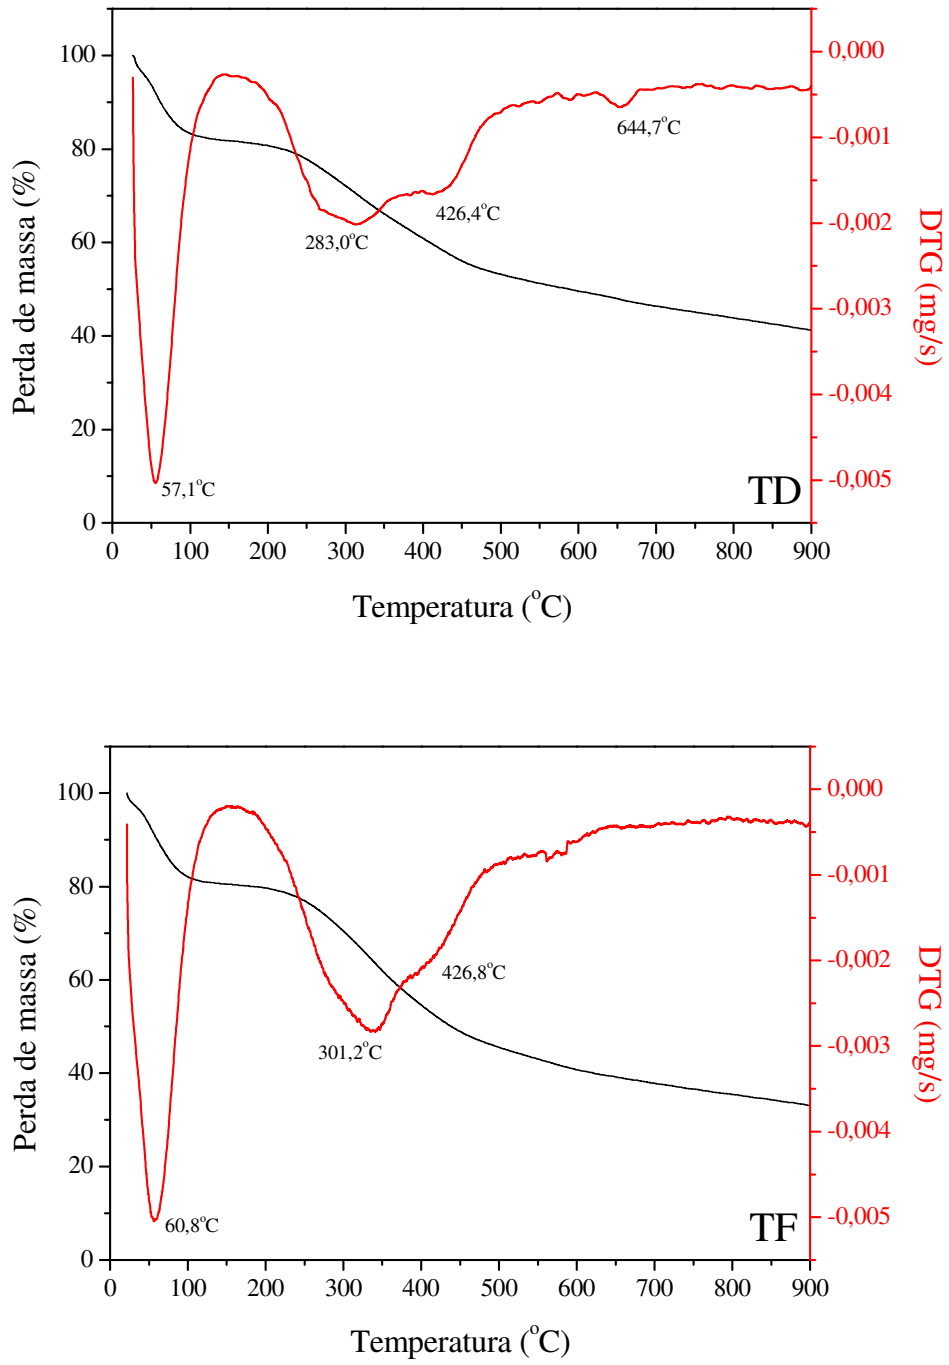 100
80
60
40
20
0
Perda de massa (%)
0 100 200 300 400 500 600 700 800 900
Temperatura (°C)
0,000
-0,001
-0,002
-0,003
-0,004
-0,005
DTG (mg/s)
57,1°C
283,0°C
426,4°C
644,7°C
TD
100
80
60
40
20
0
Perda de massa (%)
0 100 200 300 400 500 600 700 800 900
Temperatura (°C)
0,000
-0,001
-0,002
-0,003
-0,004
-0,005
DTG (mg/s)
60,8°C
301,2°C
426,8°C
TF